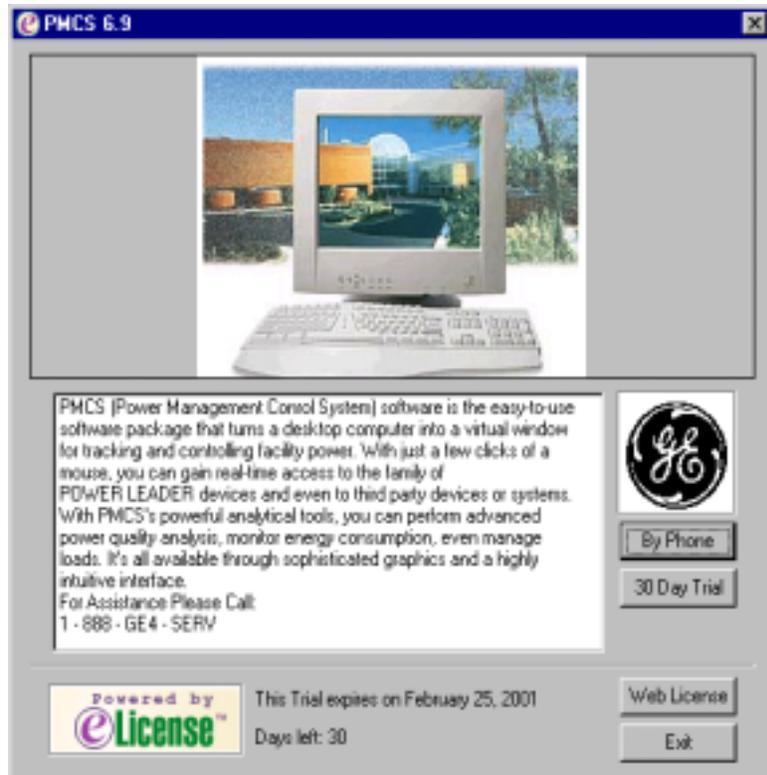 PMCS 6.9
PMCS (Power Management Conrol System) software is the easy-to-use
software package that turns a desktop computer into a virtual window
for tracking and controlling facility power. With just a few clicks of a
mouse, you can gain real-time access to the family of
POWER LEADER devices and even to third party devices or systems.
With PMCS's powerful analytical tools, you can perform advanced
power quality analysis, monitor energy consumption, even manage
loads. It's all available through sophisticated graphics and a highly
intuitive interface.
For Assistance Please Call:
1 - 888 - GE4 - SERV
GE
By Phone
30 Day Trial
Powered by
eLicense™
This Trial expires on February 25, 2001
Days left: 30
Web License
Exit